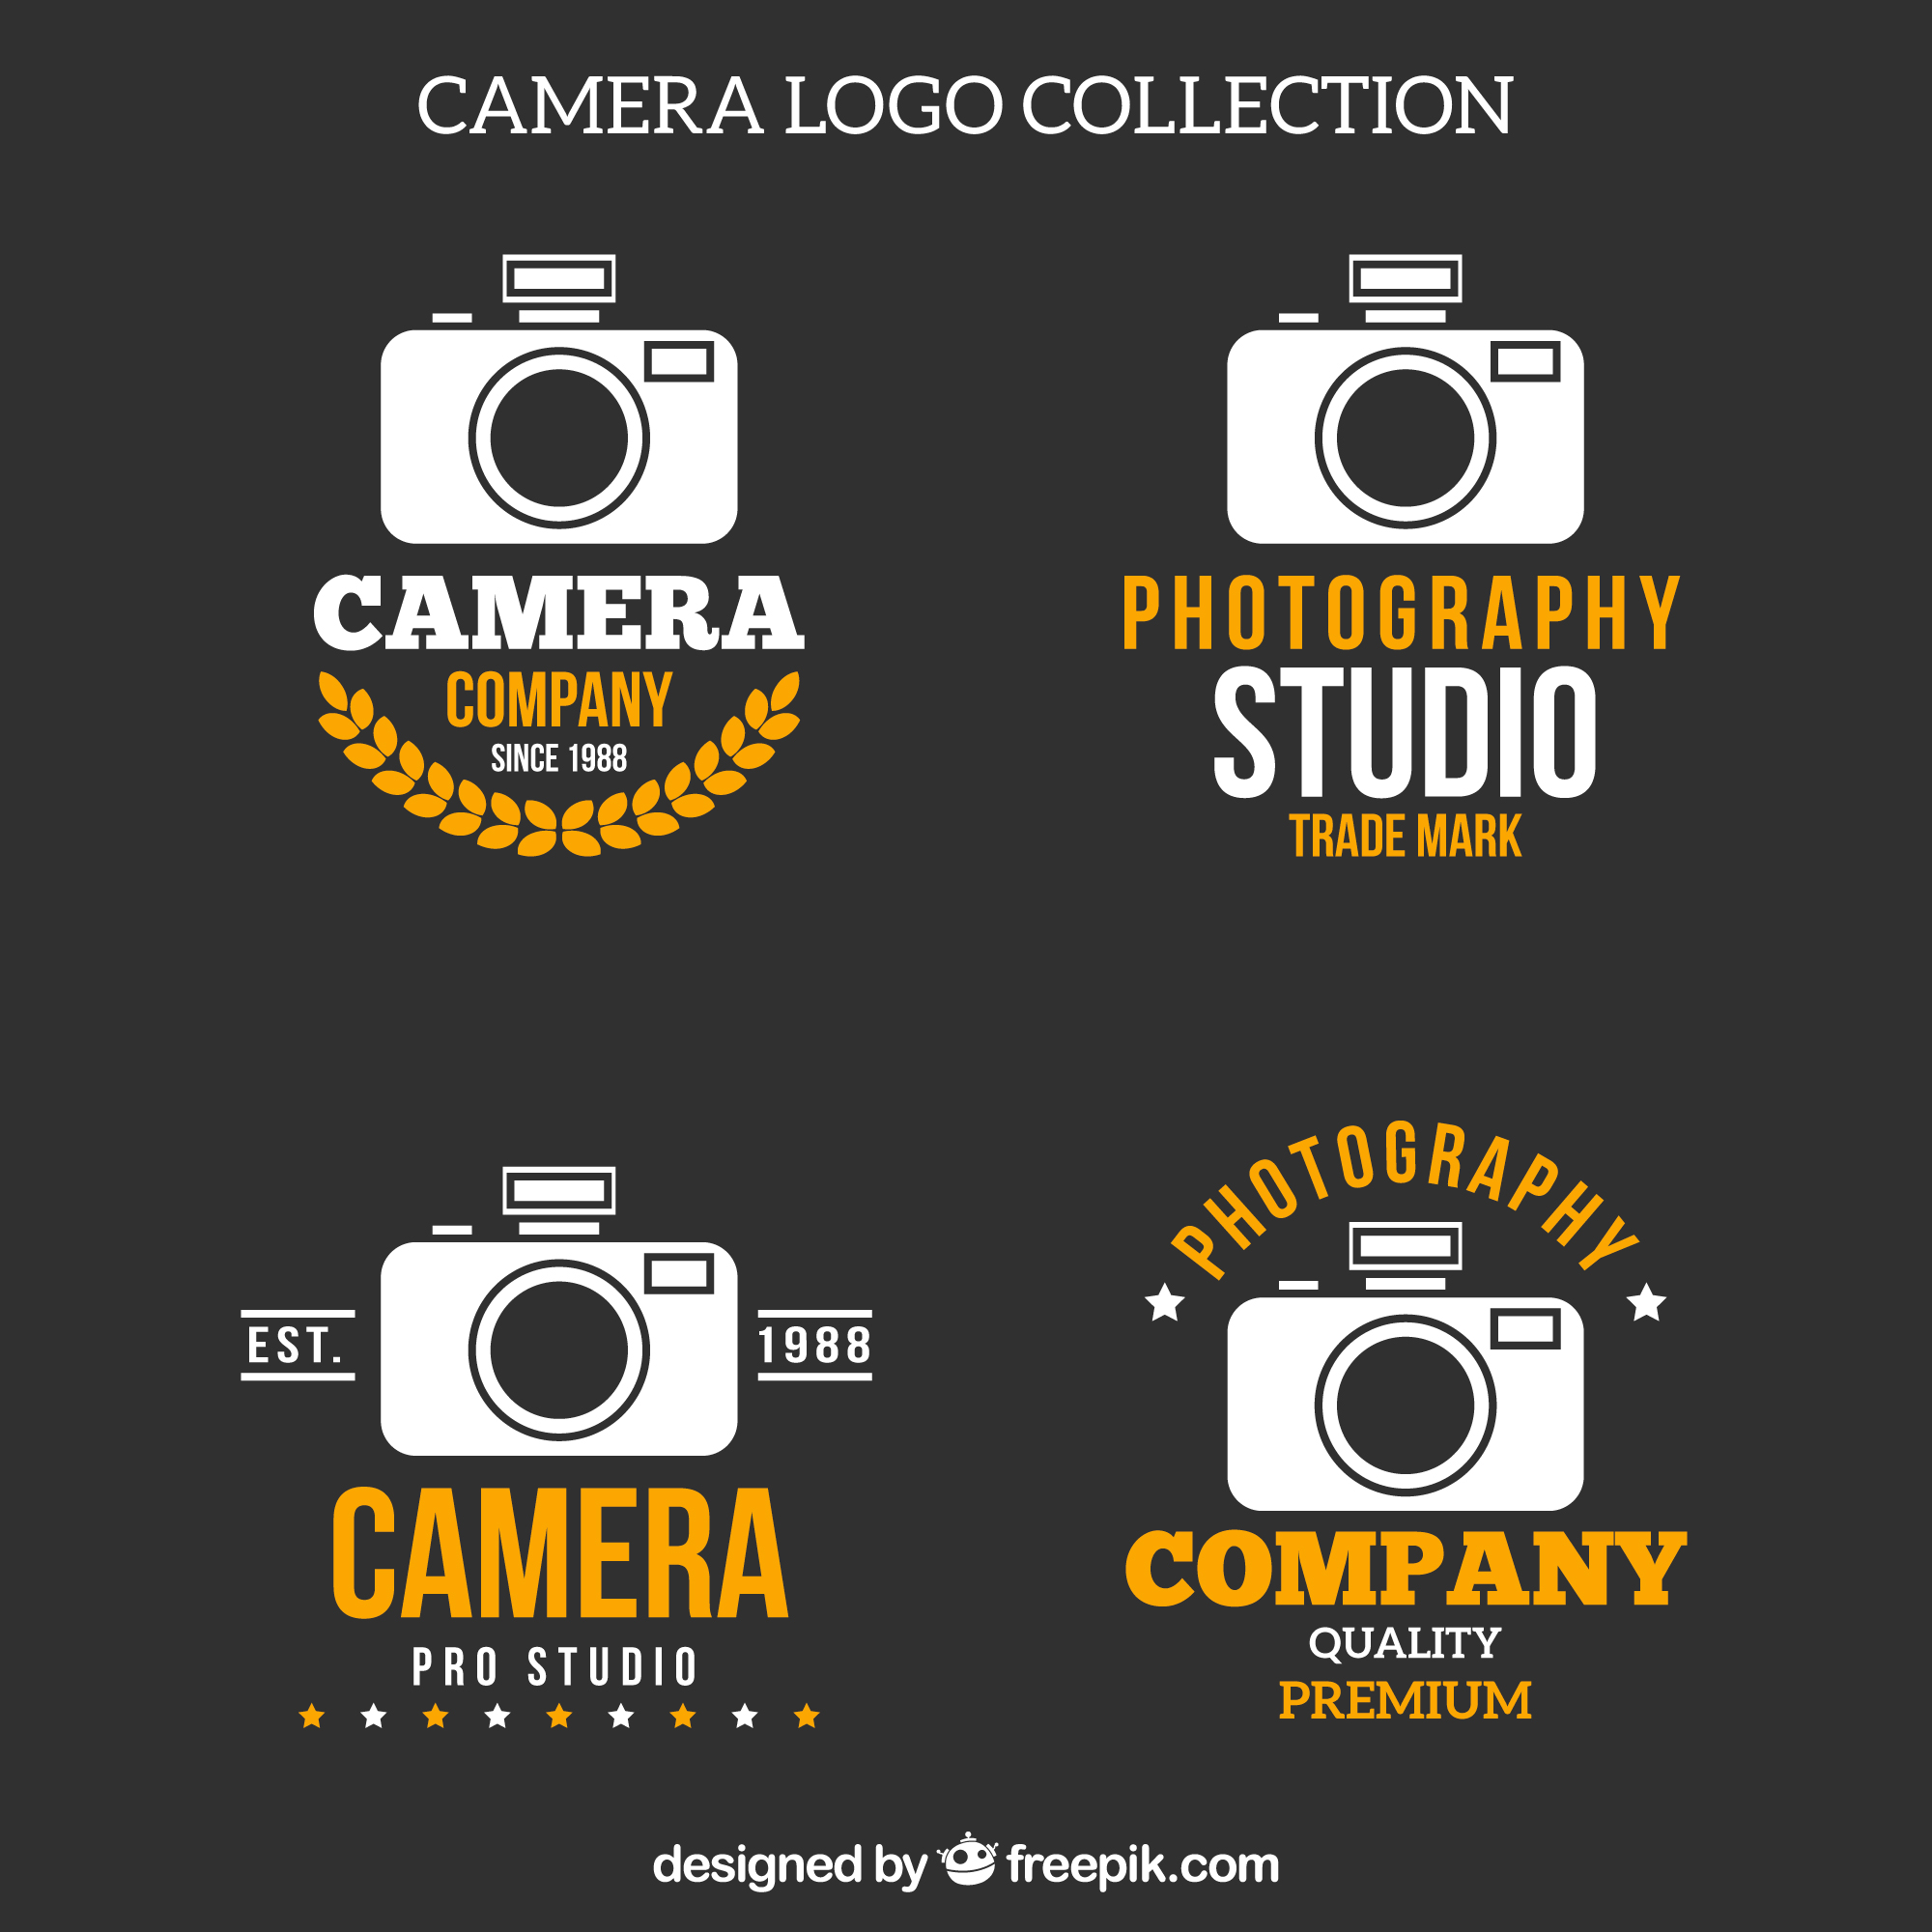 CAMERA LOGO COLLECTION
CAMERA
COMPANY
SINCE 1988
PHOTOGRAPHY
STUDIO
TRADE MARK
EST.
1988
CAMERA
PRO STUDIO
PHOTOGRAPHY
COMPANY
QUALITY
PREMIUM
designed by freepik.com